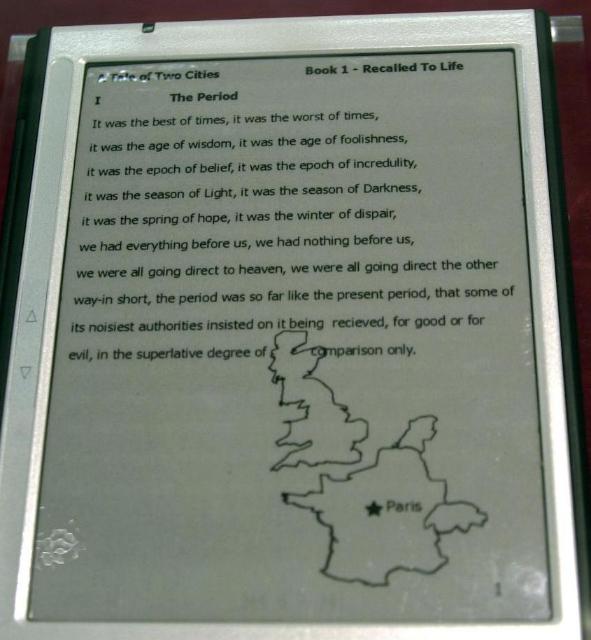 A Tale of Two Cities Book 1 - Recalled To Life
I The Period
It was the best of times, it was the worst of times,
it was the age of wisdom, it was the age of foolishness,
it was the epoch of belief, it was the epoch of incredulity,
it was the season of Light, it was the season of Darkness,
it was the spring of hope, it was the winter of dispair,
we had everything before us, we had nothing before us,
we were all going direct to heaven, we were all going direct the other
way-in short, the period was so far like the present period, that some of
its noisiest authorities insisted on it being recieved, for good or for
evil, in the superlative degree of comparison only.
Paris
1